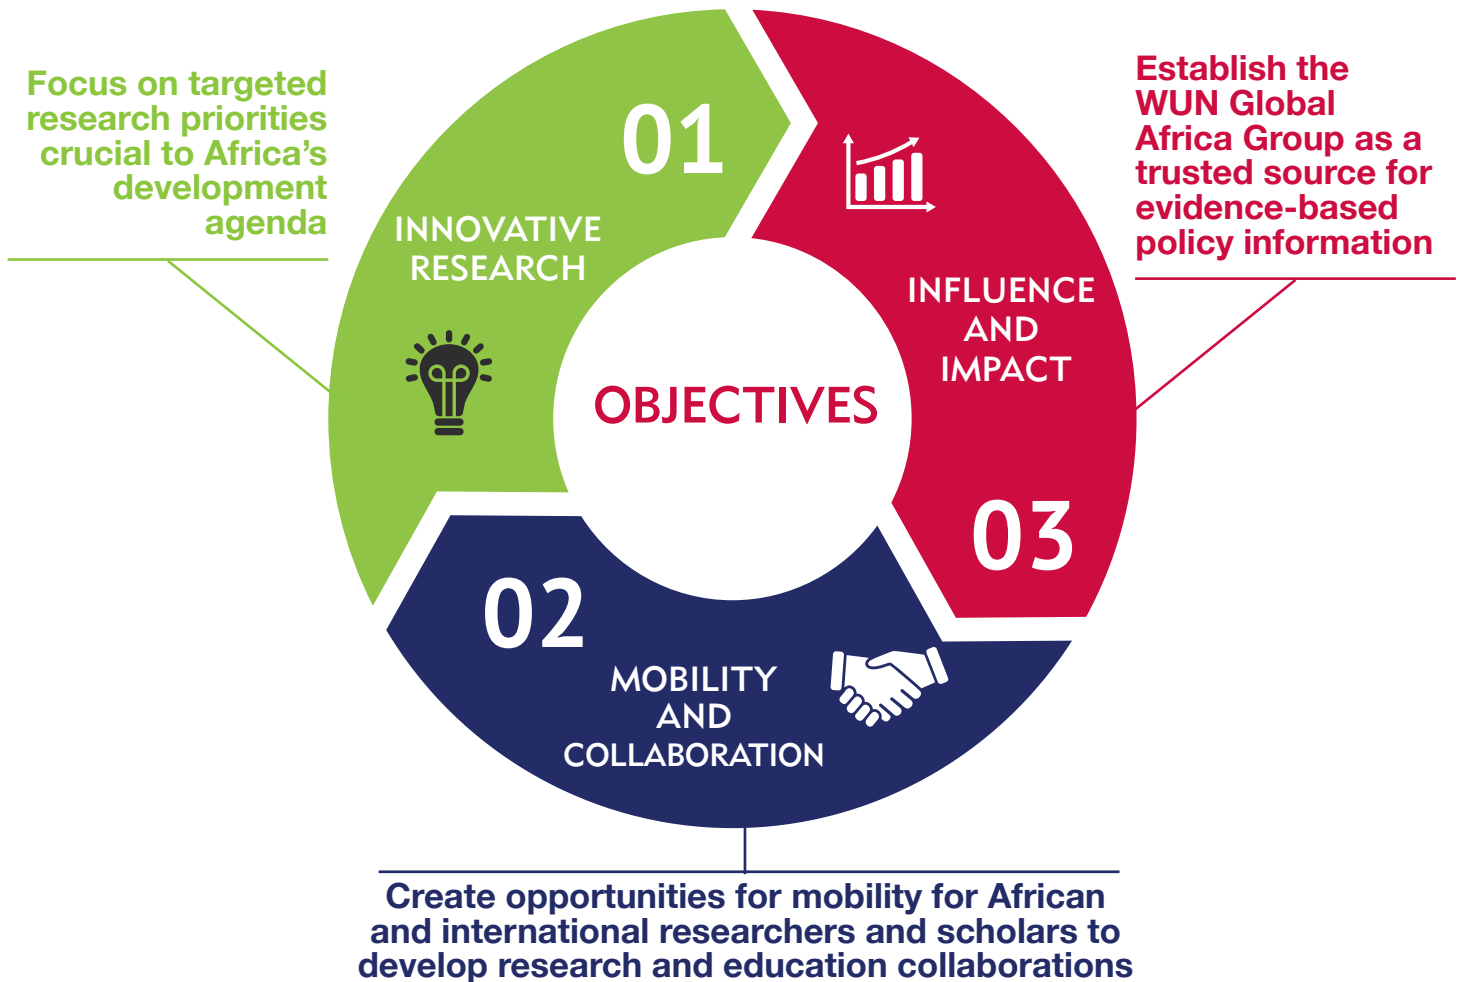 Focus on targeted
research priorities
crucial to Africa’s
development
agenda
01
INNOVATIVE
RESEARCH
OBJECTIVES
02
MOBILITY
AND
COLLABORATION
Create opportunities for mobility for African
and international researchers and scholars to
develop research and education collaborations
Establish the
WUN Global
Africa Group as a
trusted source for
evidence-based
policy information
INFLUENCE
AND
IMPACT
03